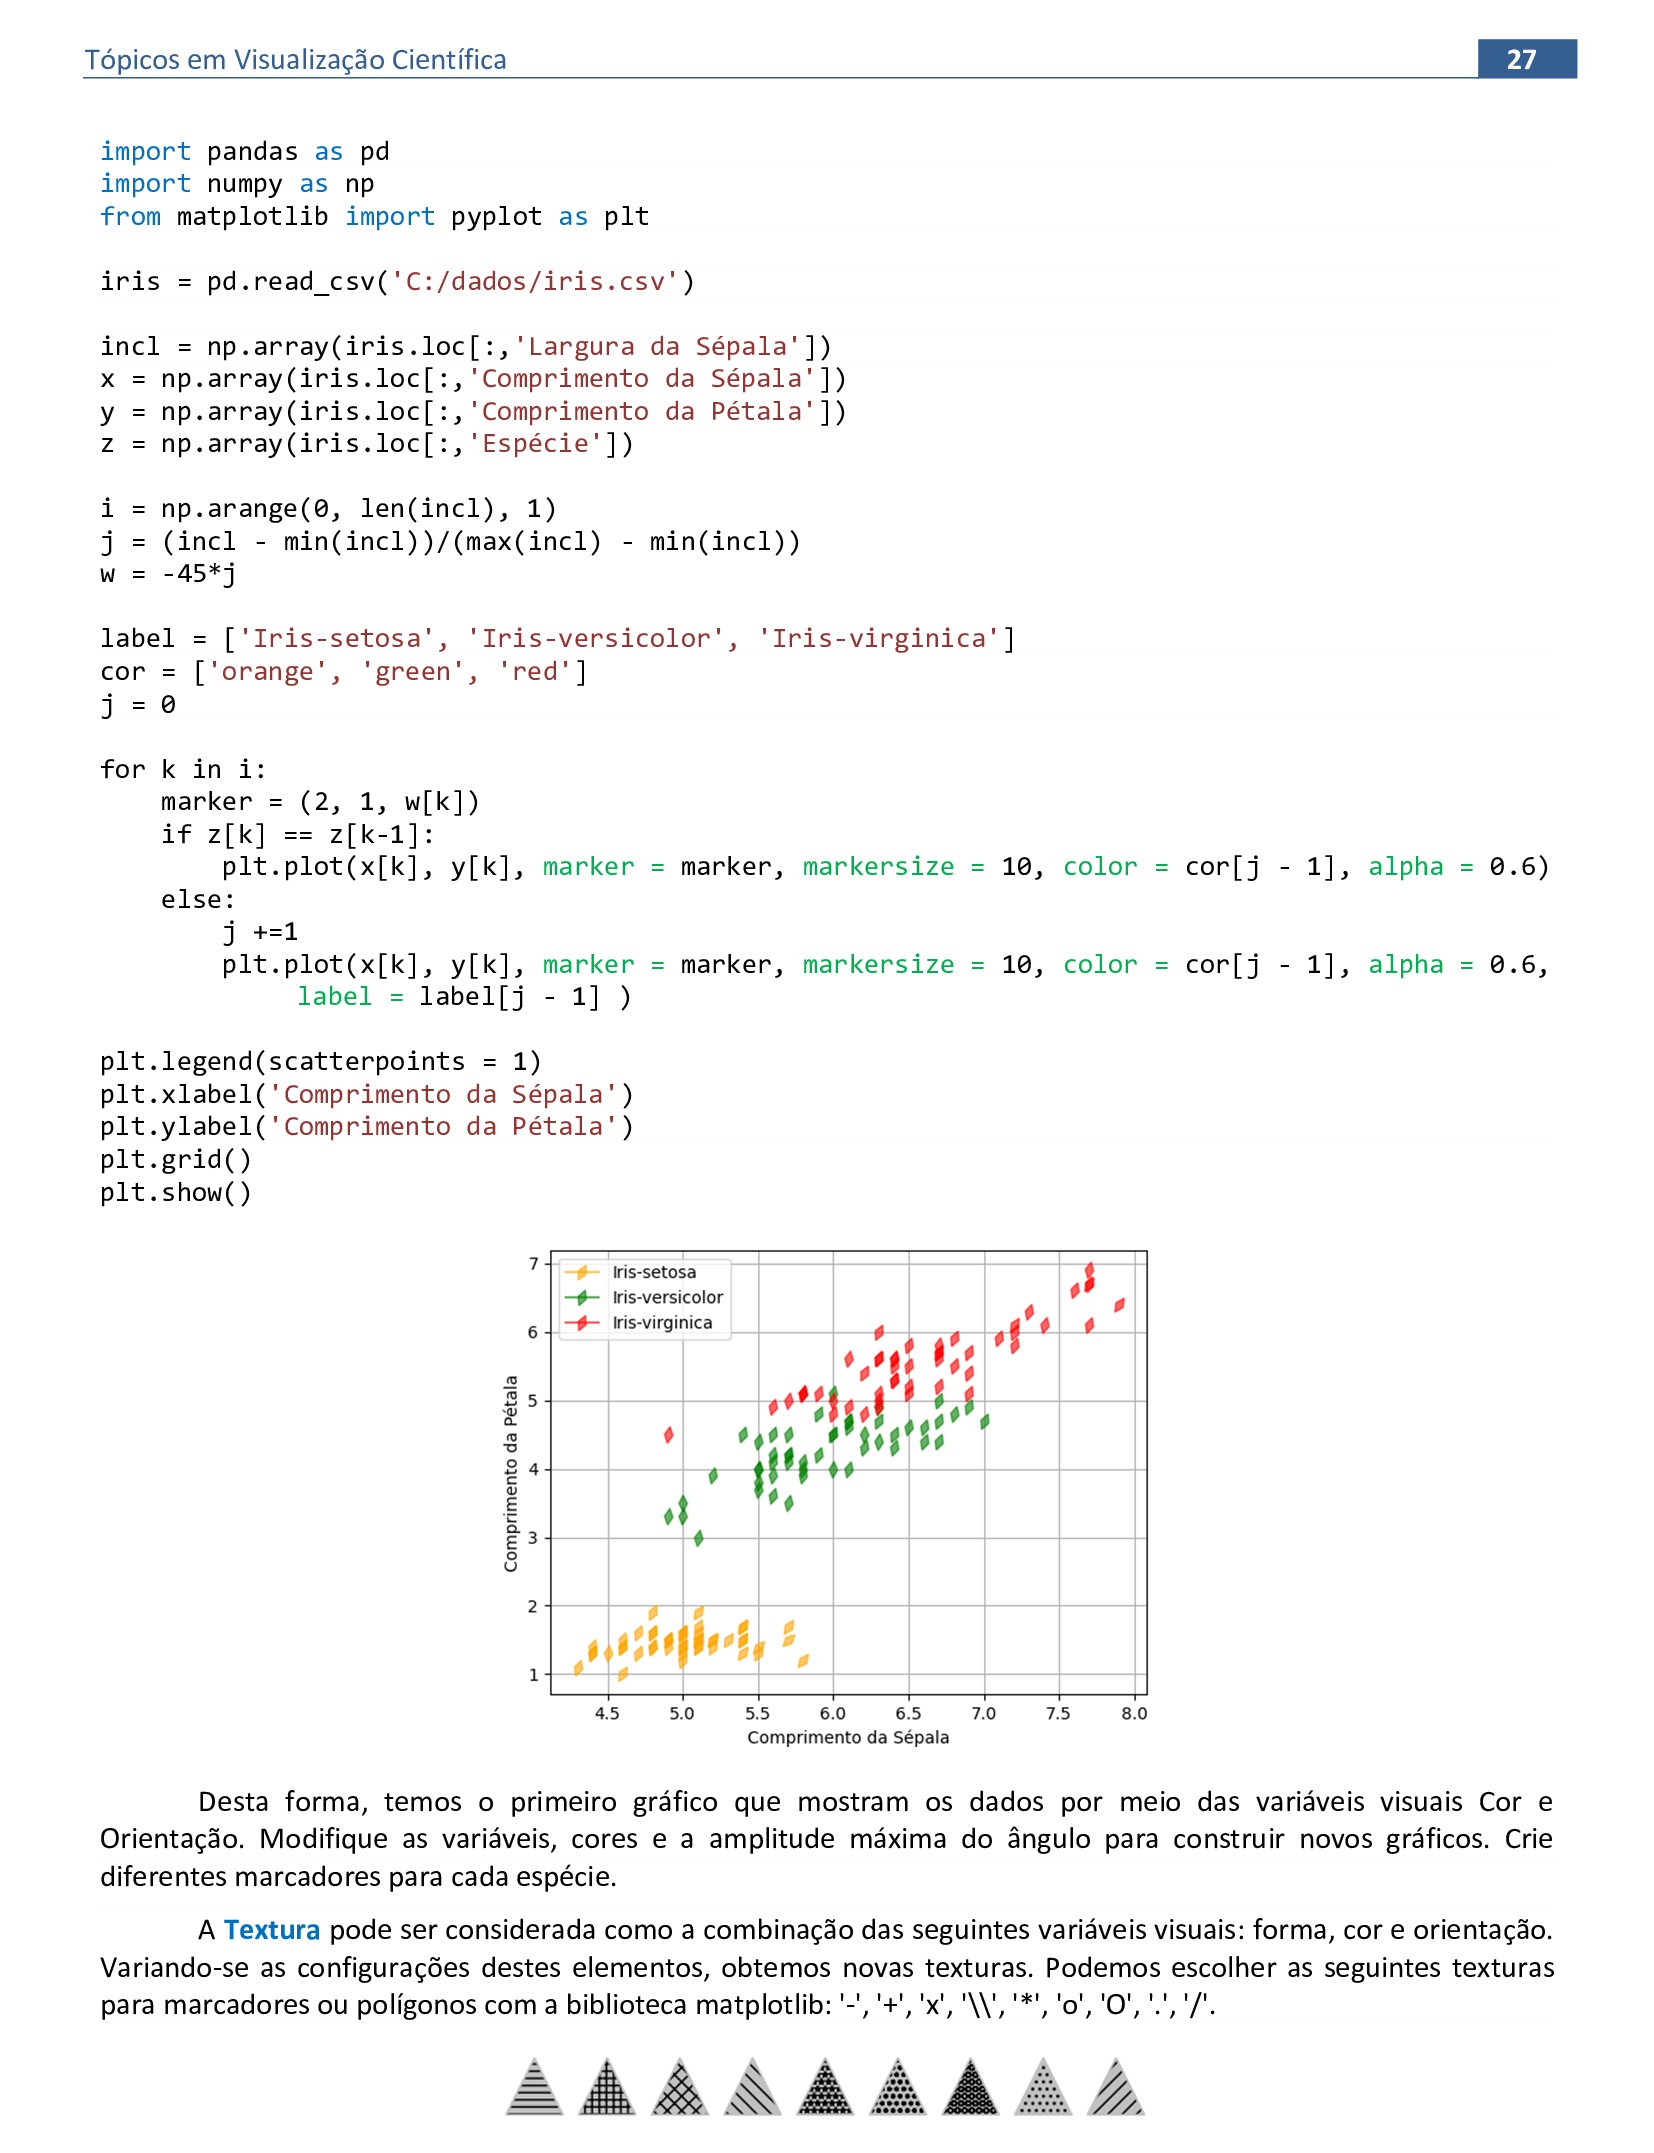 Tópicos em Visualização Científica 27
import pandas as pd
import numpy as np
from matplotlib import pyplot as plt
iris = pd.read_csv('C:/dados/iris.csv')
incl = np.array(iris.loc[:,'Largura da Sépala'])
x = np.array(iris.loc[:,'Comprimento da Sépala'])
y = np.array(iris.loc[:,'Comprimento da Pétala'])
z = np.array(iris.loc[:,'Espécie'])
i = np.arange(0, len(incl), 1)
j = (incl - min(incl))/(max(incl) - min(incl))
w = -45*j
label = ['Iris-setosa', 'Iris-versicolor', 'Iris-virginica']
cor = ['orange', 'green', 'red']
j = 0
for k in i:
    marker = (2, 1, w[k])
    if z[k] == z[k-1]:
        plt.plot(x[k], y[k], marker = marker, markersize = 10, color = cor[j - 1], alpha = 0.6)
    else:
        j +=1
        plt.plot(x[k], y[k], marker = marker, markersize = 10, color = cor[j - 1], alpha = 0.6,
             label = label[j - 1] )
plt.legend(scatterpoints = 1)
plt.xlabel('Comprimento da Sépala')
plt.ylabel('Comprimento da Pétala')
plt.grid()
plt.show()
7
6
5
4
3
2
1
Comprimento da Pétala
Iris-setosa
Iris-versicolor
Iris-virginica
4.5 5.0 5.5 6.0 6.5 7.0 7.5 8.0
Comprimento da Sépala
Desta forma, temos o primeiro gráfico que mostram os dados por meio das variáveis visuais Cor e
Orientação. Modifique as variáveis, cores e a amplitude máxima do ângulo para construir novos gráficos. Crie
diferentes marcadores para cada espécie.
A Textura pode ser considerada como a combinação das seguintes variáveis visuais: forma, cor e orientação.
Variando-se as configurações destes elementos, obtemos novas texturas. Podemos escolher as seguintes texturas
para marcadores ou polígonos com a biblioteca matplotlib: '-', '+', 'x', '\\', '*', 'o', 'O', '.', '/'.